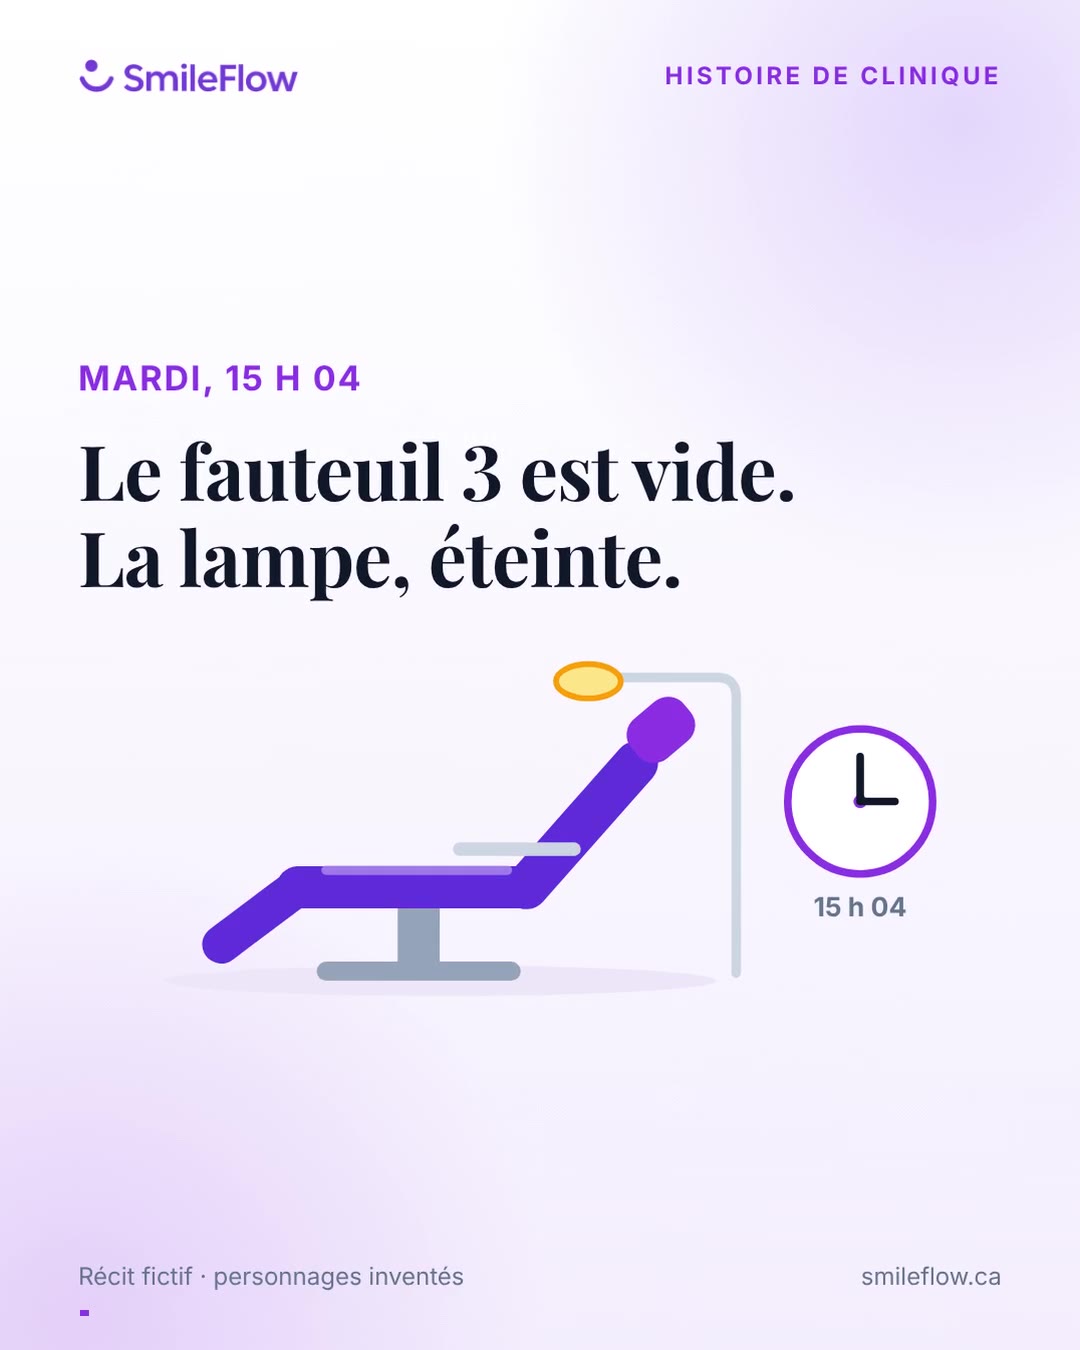 SmileFlow
HISTOIRE DE CLINIQUE
MARDI, 15 H 04
Le fauteuil 3 est vide.
La lampe, éteinte.
15 h 04
Récit fictif · personnages inventés
smileflow.ca